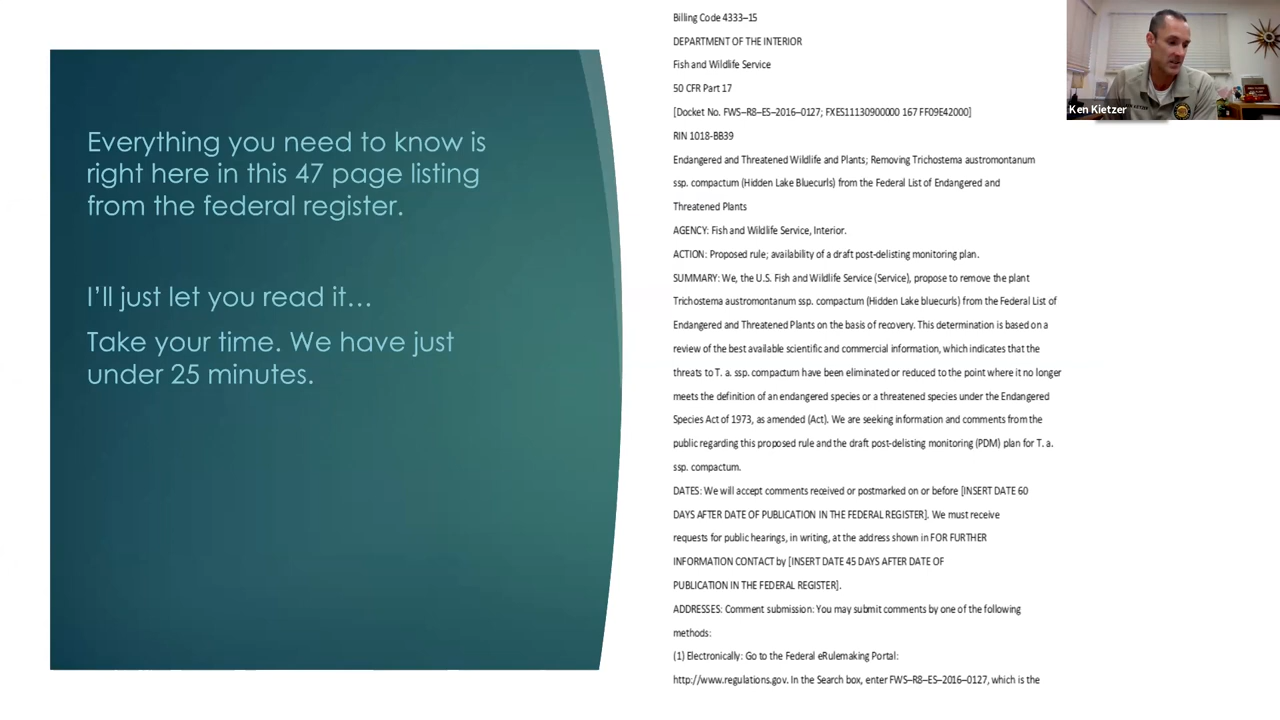 Everything you need to know is
right here in this 47 page listing
from the federal register.
I'll just let you read it...
Take your time. We have just
under 25 minutes.
Billing Code 4333–15
DEPARTMENT OF THE INTERIOR
Fish and Wildlife Service
50 CFR Part 17
[Docket No. FWS–R8–ES–2016–0127; FXES11130900000 167 FF09E42000]
RIN 1018-BB39
Endangered and Threatened Wildlife and Plants; Removing Trichostema austromontanum
ssp. compactum (Hidden Lake Bluecurls) from the Federal List of Endangered and
Threatened Plants
AGENCY: Fish and Wildlife Service, Interior.
ACTION: Proposed rule; availability of a draft post-delisting monitoring plan.
SUMMARY: We, the U.S. Fish and Wildlife Service (Service), propose to remove the plant
Trichostema austromontanum ssp. compactum (Hidden Lake bluecurls) from the Federal List of
Endangered and Threatened Plants on the basis of recovery. This determination is based on a
review of the best available scientific and commercial information, which indicates that the
threats to T. a. ssp. compactum have been eliminated or reduced to the point where it no longer
meets the definition of an endangered species or a threatened species under the Endangered
Species Act of 1973, as amended (Act). We are seeking information and comments from the
public regarding this proposed rule and the draft post-delisting monitoring (PDM) plan for T. a.
ssp. compactum.
DATES: We will accept comments received or postmarked on or before [INSERT DATE 60
DAYS AFTER DATE OF PUBLICATION IN THE FEDERAL REGISTER]. We must receive
requests for public hearings, in writing, at the address shown in FOR FURTHER
INFORMATION CONTACT by [INSERT DATE 45 DAYS AFTER DATE OF
PUBLICATION IN THE FEDERAL REGISTER].
ADDRESSES: Comment submission: You may submit comments by one of the following
methods:
(1) Electronically: Go to the Federal eRulemaking Portal:
http://www.regulations.gov. In the Search box, enter FWS–R8–ES–2016–0127, which is the
Ken Kietzer